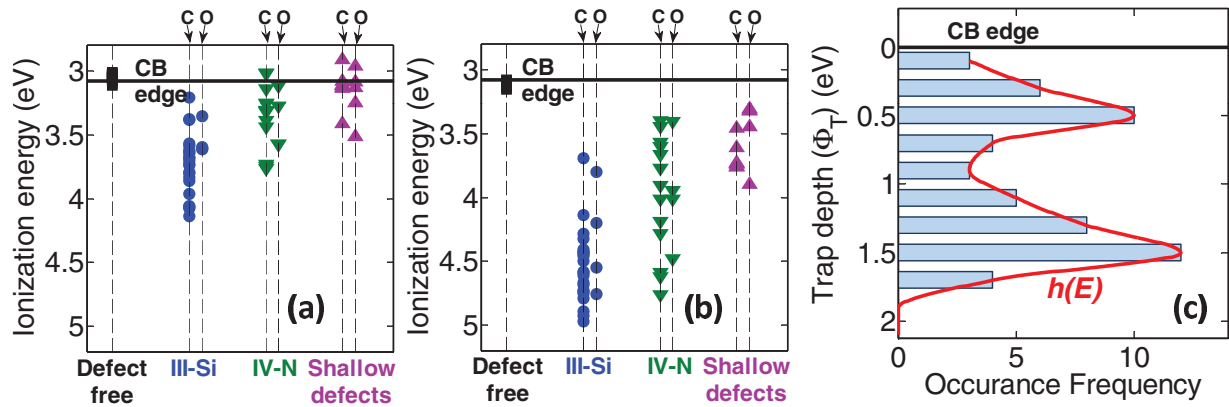 C O C O C O
Ionization energy (eV)
3
3.5
4
4.5
5
CB
edge
(a)
Defect
free
III-Si
IV-N
Shallow
defects
C O C O C O
Ionization energy (eV)
3
3.5
4
4.5
5
CB
edge
(b)
Defect
free
III-Si
IV-N
Shallow
defects
CB edge
Trap depth (Φ_T) (eV)
0
0.5
1
1.5
2
h(E)
(c)
0 5 10
Occurance Frequency